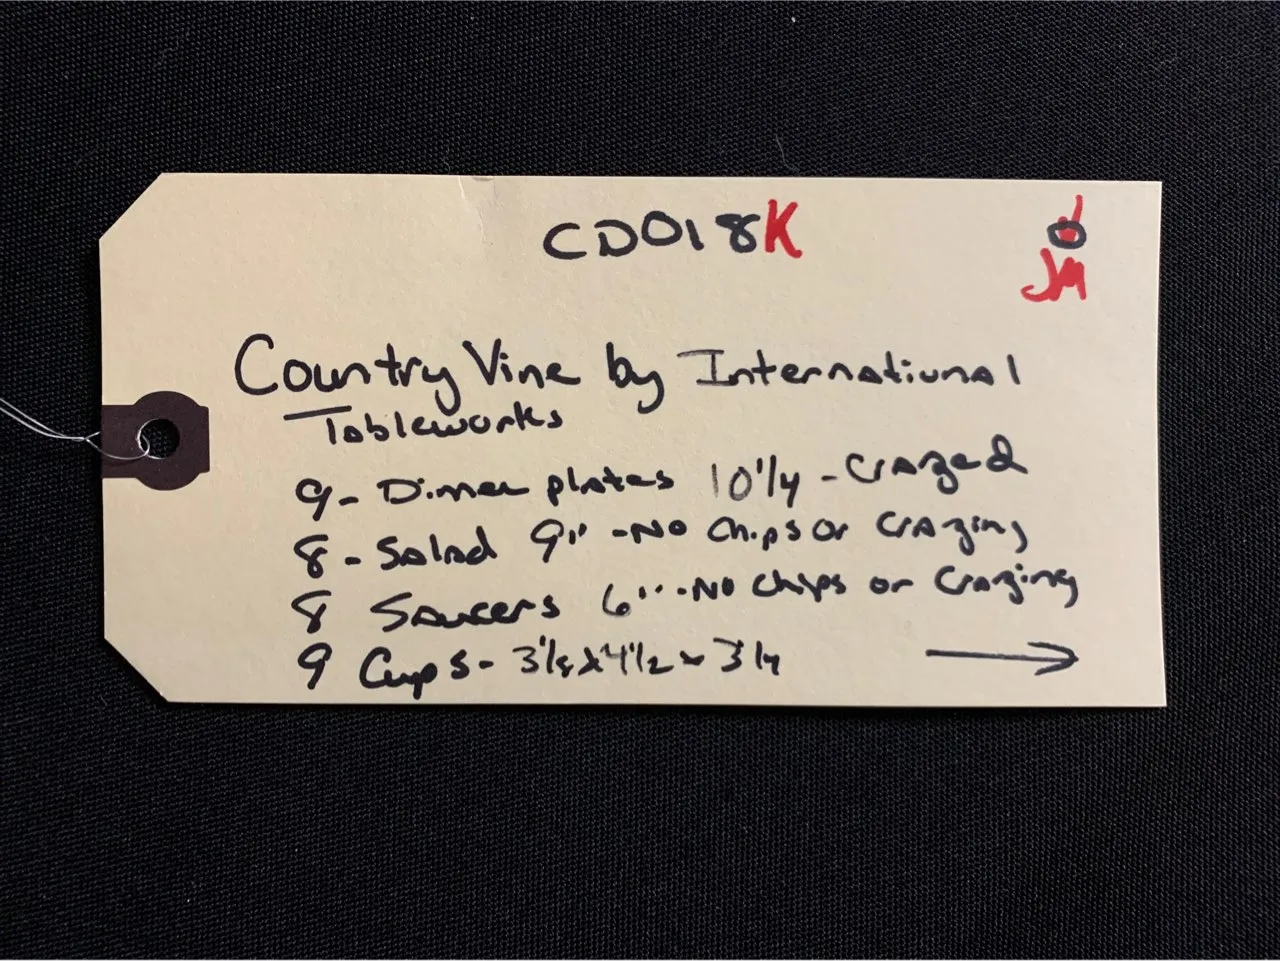 CD018K
JM
Country Vine by International
Tableworks
9- Dinner plates 10 1/4 - Crazed
8- Salad 9" - No Chips or Crazing
8 Saucers 6" - No Chips or Crazing
9 Cups - 3 1/8 x 4 1/2 x 3 1/4